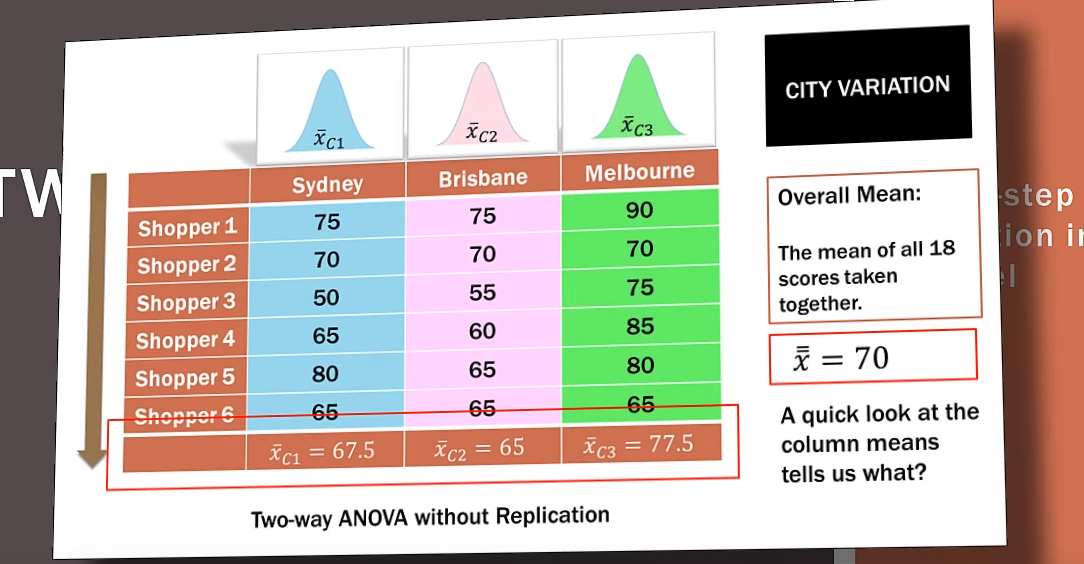 x̄C1 x̄C2 x̄C3
CITY VARIATION
TW
Sydney Brisbane Melbourne
Shopper 1 75 75 90
Shopper 2 70 70 70
Shopper 3 50 55 75
Shopper 4 65 60 85
Shopper 5 80 65 80
Shopper 6 65 65 65
x̄C1 = 67.5 x̄C2 = 65 x̄C3 = 77.5
Two-way ANOVA without Replication
Overall Mean:
The mean of all 18
scores taken
together.
x̿ = 70
A quick look at the
column means
tells us what?
-step